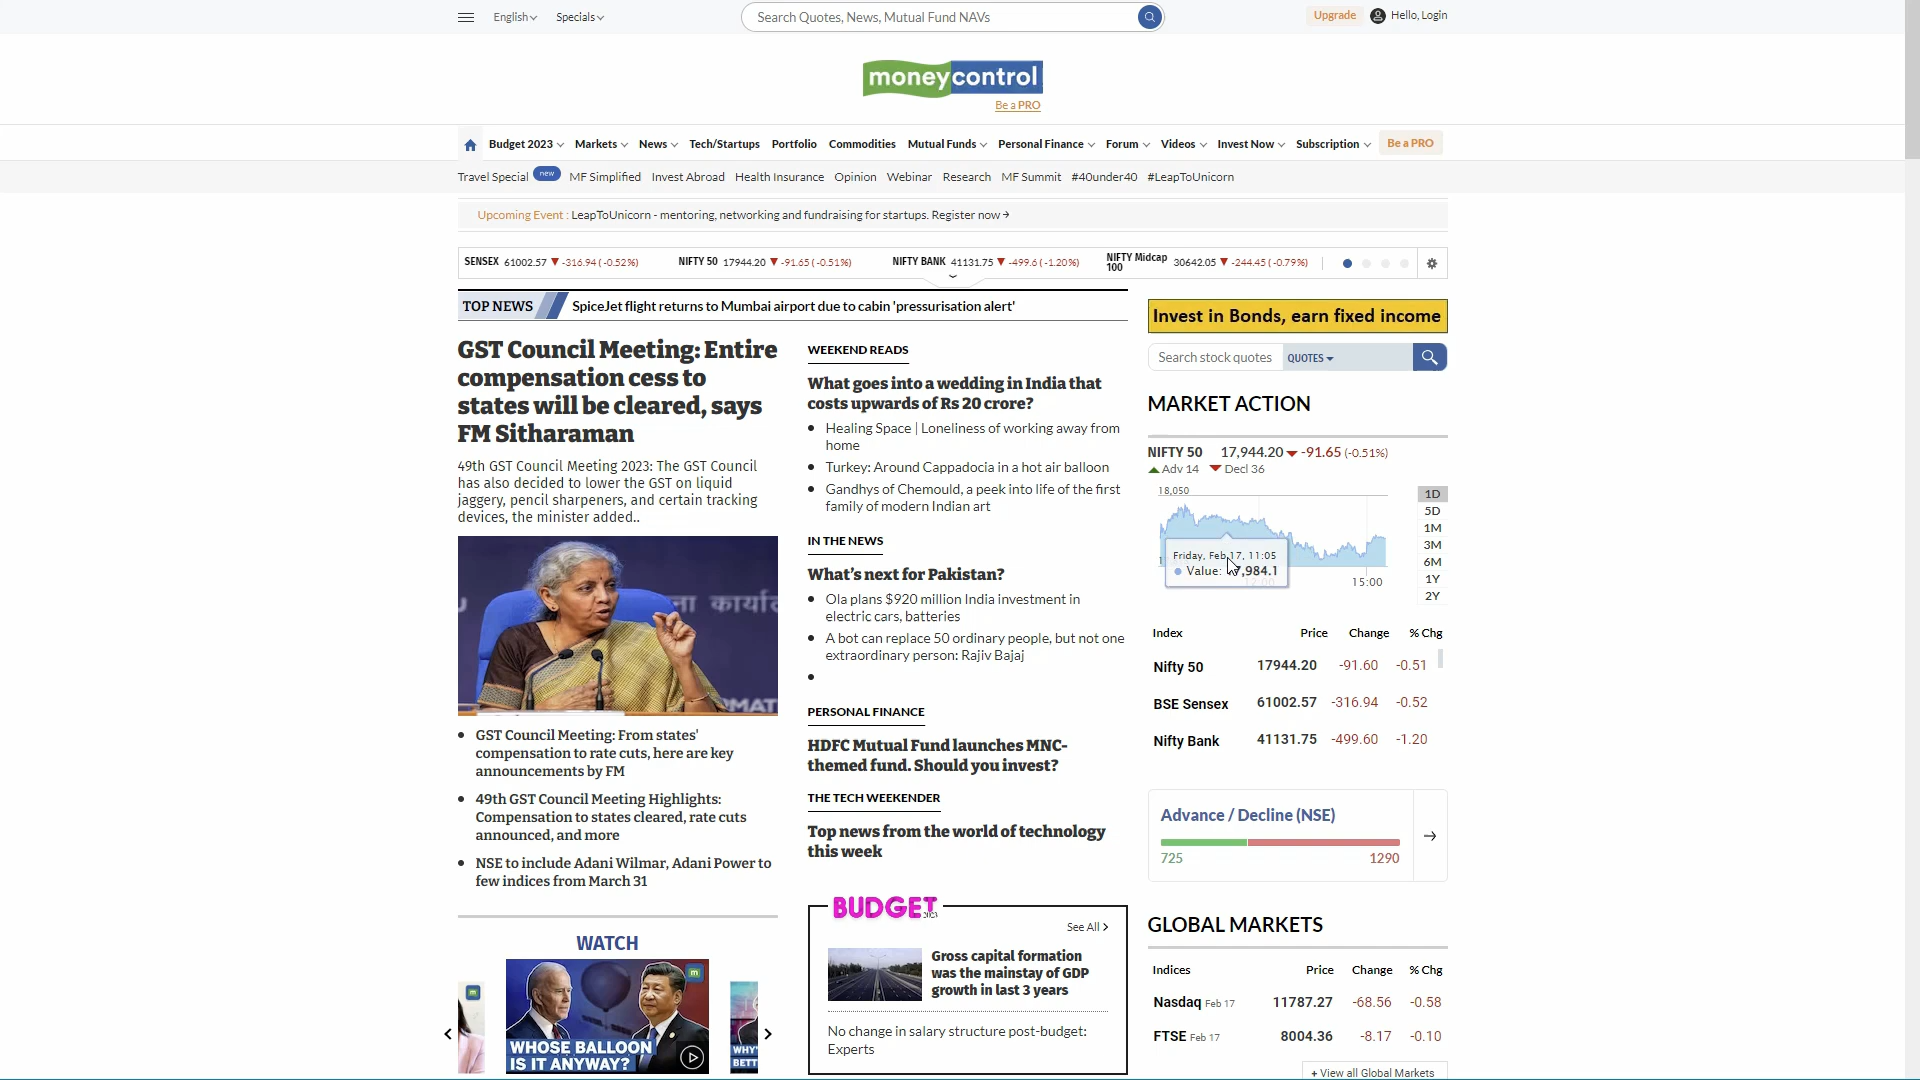 English
Specials
Search Quotes, News, Mutual Fund NAVs
Upgrade
Hello, Login
moneycontrol
Be a PRO
Budget 2023
Markets
News
Tech/Startups
Portfolio
Commodities
Mutual Funds
Personal Finance
Forum
Videos
Invest Now
Subscription
Be a PRO
Travel Special
new
MF Simplified
Invest Abroad
Health Insurance
Opinion
Webinar
Research
MF Summit
#40under40
#LeapToUnicorn
Upcoming Event : LeapToUnicorn - mentoring, networking and fundraising for startups. Register now
SENSEX 61002.57 ▼ -316.94 ( -0.52%)
NIFTY 50 17944.20 ▼ -91.65 ( -0.51%)
NIFTY BANK 41131.75 ▼ -499.6 ( -1.20%)
NIFTY Midcap
100
30642.05 ▼ -244.45 ( -0.79%)
TOP NEWS
SpiceJet flight returns to Mumbai airport due to cabin 'pressurisation alert'
GST Council Meeting: Entire
compensation cess to
states will be cleared, says
FM Sitharaman
49th GST Council Meeting 2023: The GST Council
has also decided to lower the GST on liquid
jaggery, pencil sharpeners, and certain tracking
devices, the minister added..
ना कार्या
RMAT
GST Council Meeting: From states'
compensation to rate cuts, here are key
announcements by FM
49th GST Council Meeting Highlights:
Compensation to states cleared, rate cuts
announced, and more
NSE to include Adani Wilmar, Adani Power to
few indices from March 31
WATCH
WHOSE BALLOON
IS IT ANYWAY?
WHY'
BETT
WEEKEND READS
What goes into a wedding in India that
costs upwards of Rs 20 crore?
Healing Space | Loneliness of working away from
home
Turkey: Around Cappadocia in a hot air balloon
Gandhys of Chemould, a peek into life of the first
family of modern Indian art
IN THE NEWS
What's next for Pakistan?
Ola plans $920 million India investment in
electric cars, batteries
A bot can replace 50 ordinary people, but not one
extraordinary person: Rajiv Bajaj
PERSONAL FINANCE
HDFC Mutual Fund launches MNC-
themed fund. Should you invest?
THE TECH WEEKENDER
Top news from the world of technology
this week
BUDGET
2023
See All
Gross capital formation
was the mainstay of GDP
growth in last 3 years
No change in salary structure post-budget:
Experts
Invest in Bonds, earn fixed income
Search stock quotes
QUOTES
MARKET ACTION
NIFTY 50 17,944.20 ▼ -91.65 (-0.51%)
▲ Adv 14 ▼ Decl 36
18,050
Friday, Feb 17, 11:05
Value: 7,984.1
12:00
15:00
1D
5D
1M
3M
6M
1Y
2Y
Index Price Change % Chg
Nifty 50 17944.20 -91.60 -0.51
BSE Sensex 61002.57 -316.94 -0.52
Nifty Bank 41131.75 -499.60 -1.20
Advance / Decline (NSE)
725 1290
GLOBAL MARKETS
Indices Price Change % Chg
Nasdaq Feb 17 11787.27 -68.56 -0.58
FTSE Feb 17 8004.36 -8.17 -0.10
+ View all Global Markets